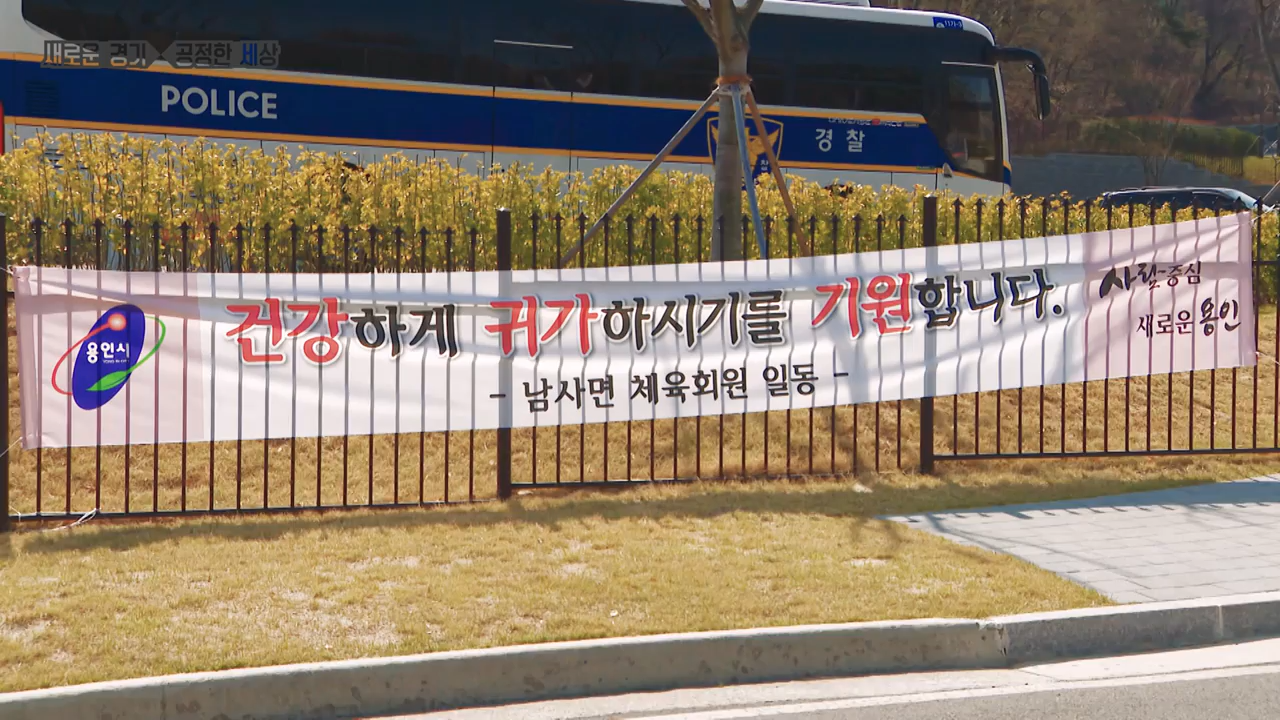 새로운 경기 공정한 세상
POLICE
경찰
용인시
건강하게 귀가하시기를 기원합니다.
- 남사면 체육회원 일동 -
사람중심
새로운 용인